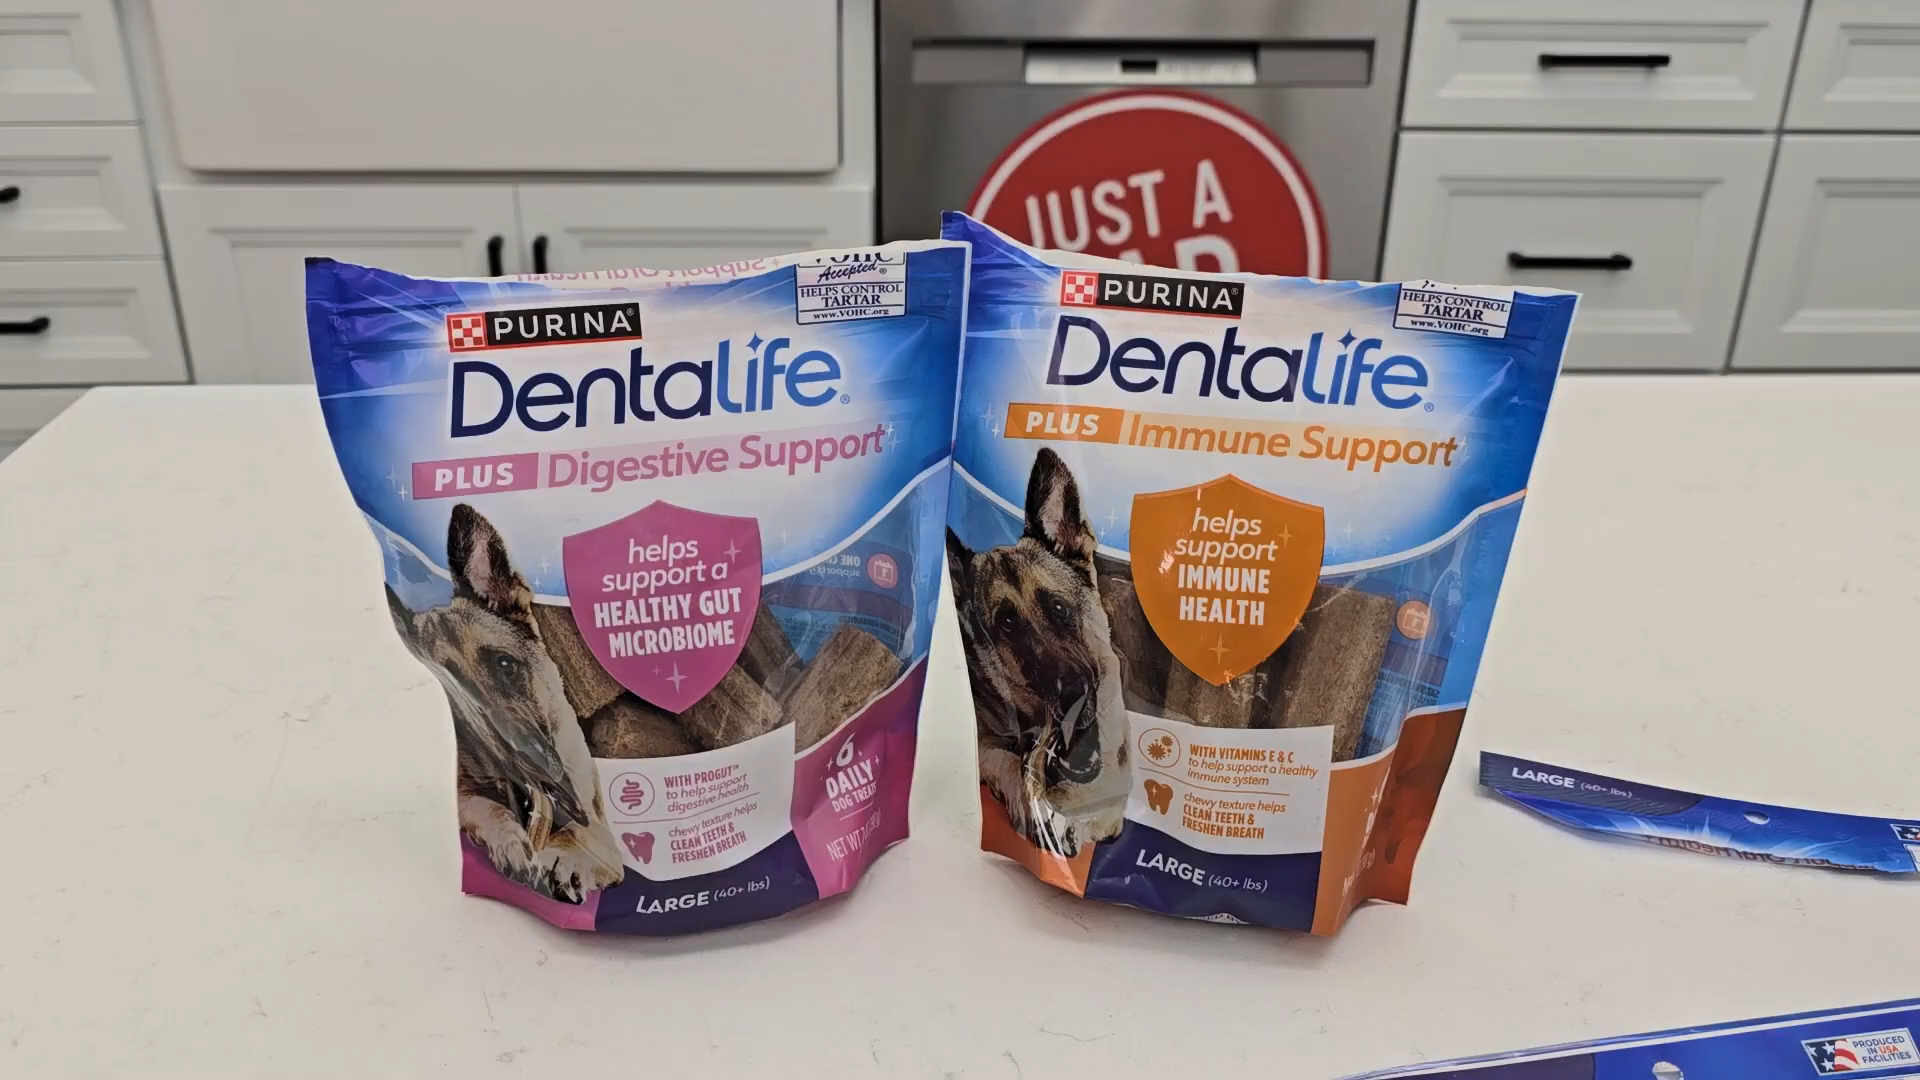 JUST A
VOHC
Accepted®
HELPS CONTROL
TARTAR
www.VOHC.org
PURINA®
DentaLife®
PLUS Digestive Support
helps
support a
HEALTHY GUT
MICROBIOME
WITH PROGUT™
to help support
digestive health
chewy texture helps
CLEAN TEETH &
FRESHEN BREATH
6
DAILY
DOG TREATS
NET WT
LARGE (40+ lbs)
HELPS CONTROL
TARTAR
www.VOHC.org
PURINA®
DentaLife®
PLUS Immune Support
helps
support
IMMUNE
HEALTH
WITH VITAMINS E & C
to help support a healthy
immune system
chewy texture helps
CLEAN TEETH &
FRESHEN BREATH
LARGE (40+ lbs)
LARGE (40+ lbs)
PRODUCED
IN USA
FACILITIES